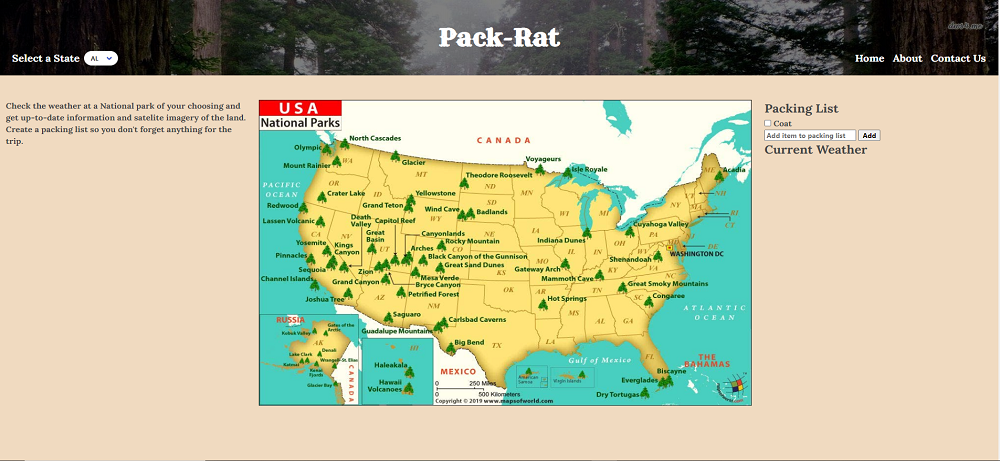 Pack-Rat
Select a State AL
Home About Contact Us
Check the weather at a National park of your choosing and
get up-to-date information and satelite imagery of the land.
Create a packing list so you don't forget anything for the
trip.
USA
National Parks
CANADA
North Cascades
Olympic
WA
Mount Rainier
Glacier
MT
Voyageurs
Isle Royale
Theodore Roosevelt
ND
MN
ME
Acadia
PACIFIC
OCEAN
OR
ID
Crater Lake
Yellowstone
Grand Teton
WY
Wind Cave
Badlands
SD
WI
MI
VT
NH
NY
MA
RI
CT
Redwood
Lassen Volcanic
Death
Valley
Capitol Reef
Great
Basin
Canyonlands
NE
IA
Cuyahoga Valley
PA
NJ
Indiana Dunes
CA
NV
UT
Yosemite
Kings
Canyon
Arches
Rocky Mountain
OH
DE
WASHINGTON DC
Pinnacles
Black Canyon of the Gunnison
Great Sand Dunes
Shenandoah
Sequoia
Zion
Gateway Arch
IL
IN
MO
KS
WV
VA
Channel Islands
Grand Canyon
Mesa Verde
Bryce Canyon
Mammoth Cave
KY
Great Smoky Mountains
NC
Joshua Tree
AZ
Petrified Forest
NM
OK
AR
TN
Hot Springs
SC
Congaree
MS
AL
GA
ATLANTIC
OCEAN
Saguaro
Carlsbad Caverns
Guadalupe Mountains
TX
LA
Big Bend
RUSSIA
Kobuk Valley
Gates of the
Arctic
AK
Denali
Lake Clark
Wrangell-St. Elias
Katmai
Kenai
Fjords
Glacier Bay
CANADA
HI
Haleakala
Hawaii
Volcanoes
MEXICO
0 250 Miles
0 500 Kilometers
Copyright © 2019 www.mapsofworld.com
Gulf of Mexico
American
Samoa
Virgin Islands
FL
THE
BAHAMAS
Biscayne
Everglades
Dry Tortugas
Packing List
Coat
Add item to packing list Add
Current Weather